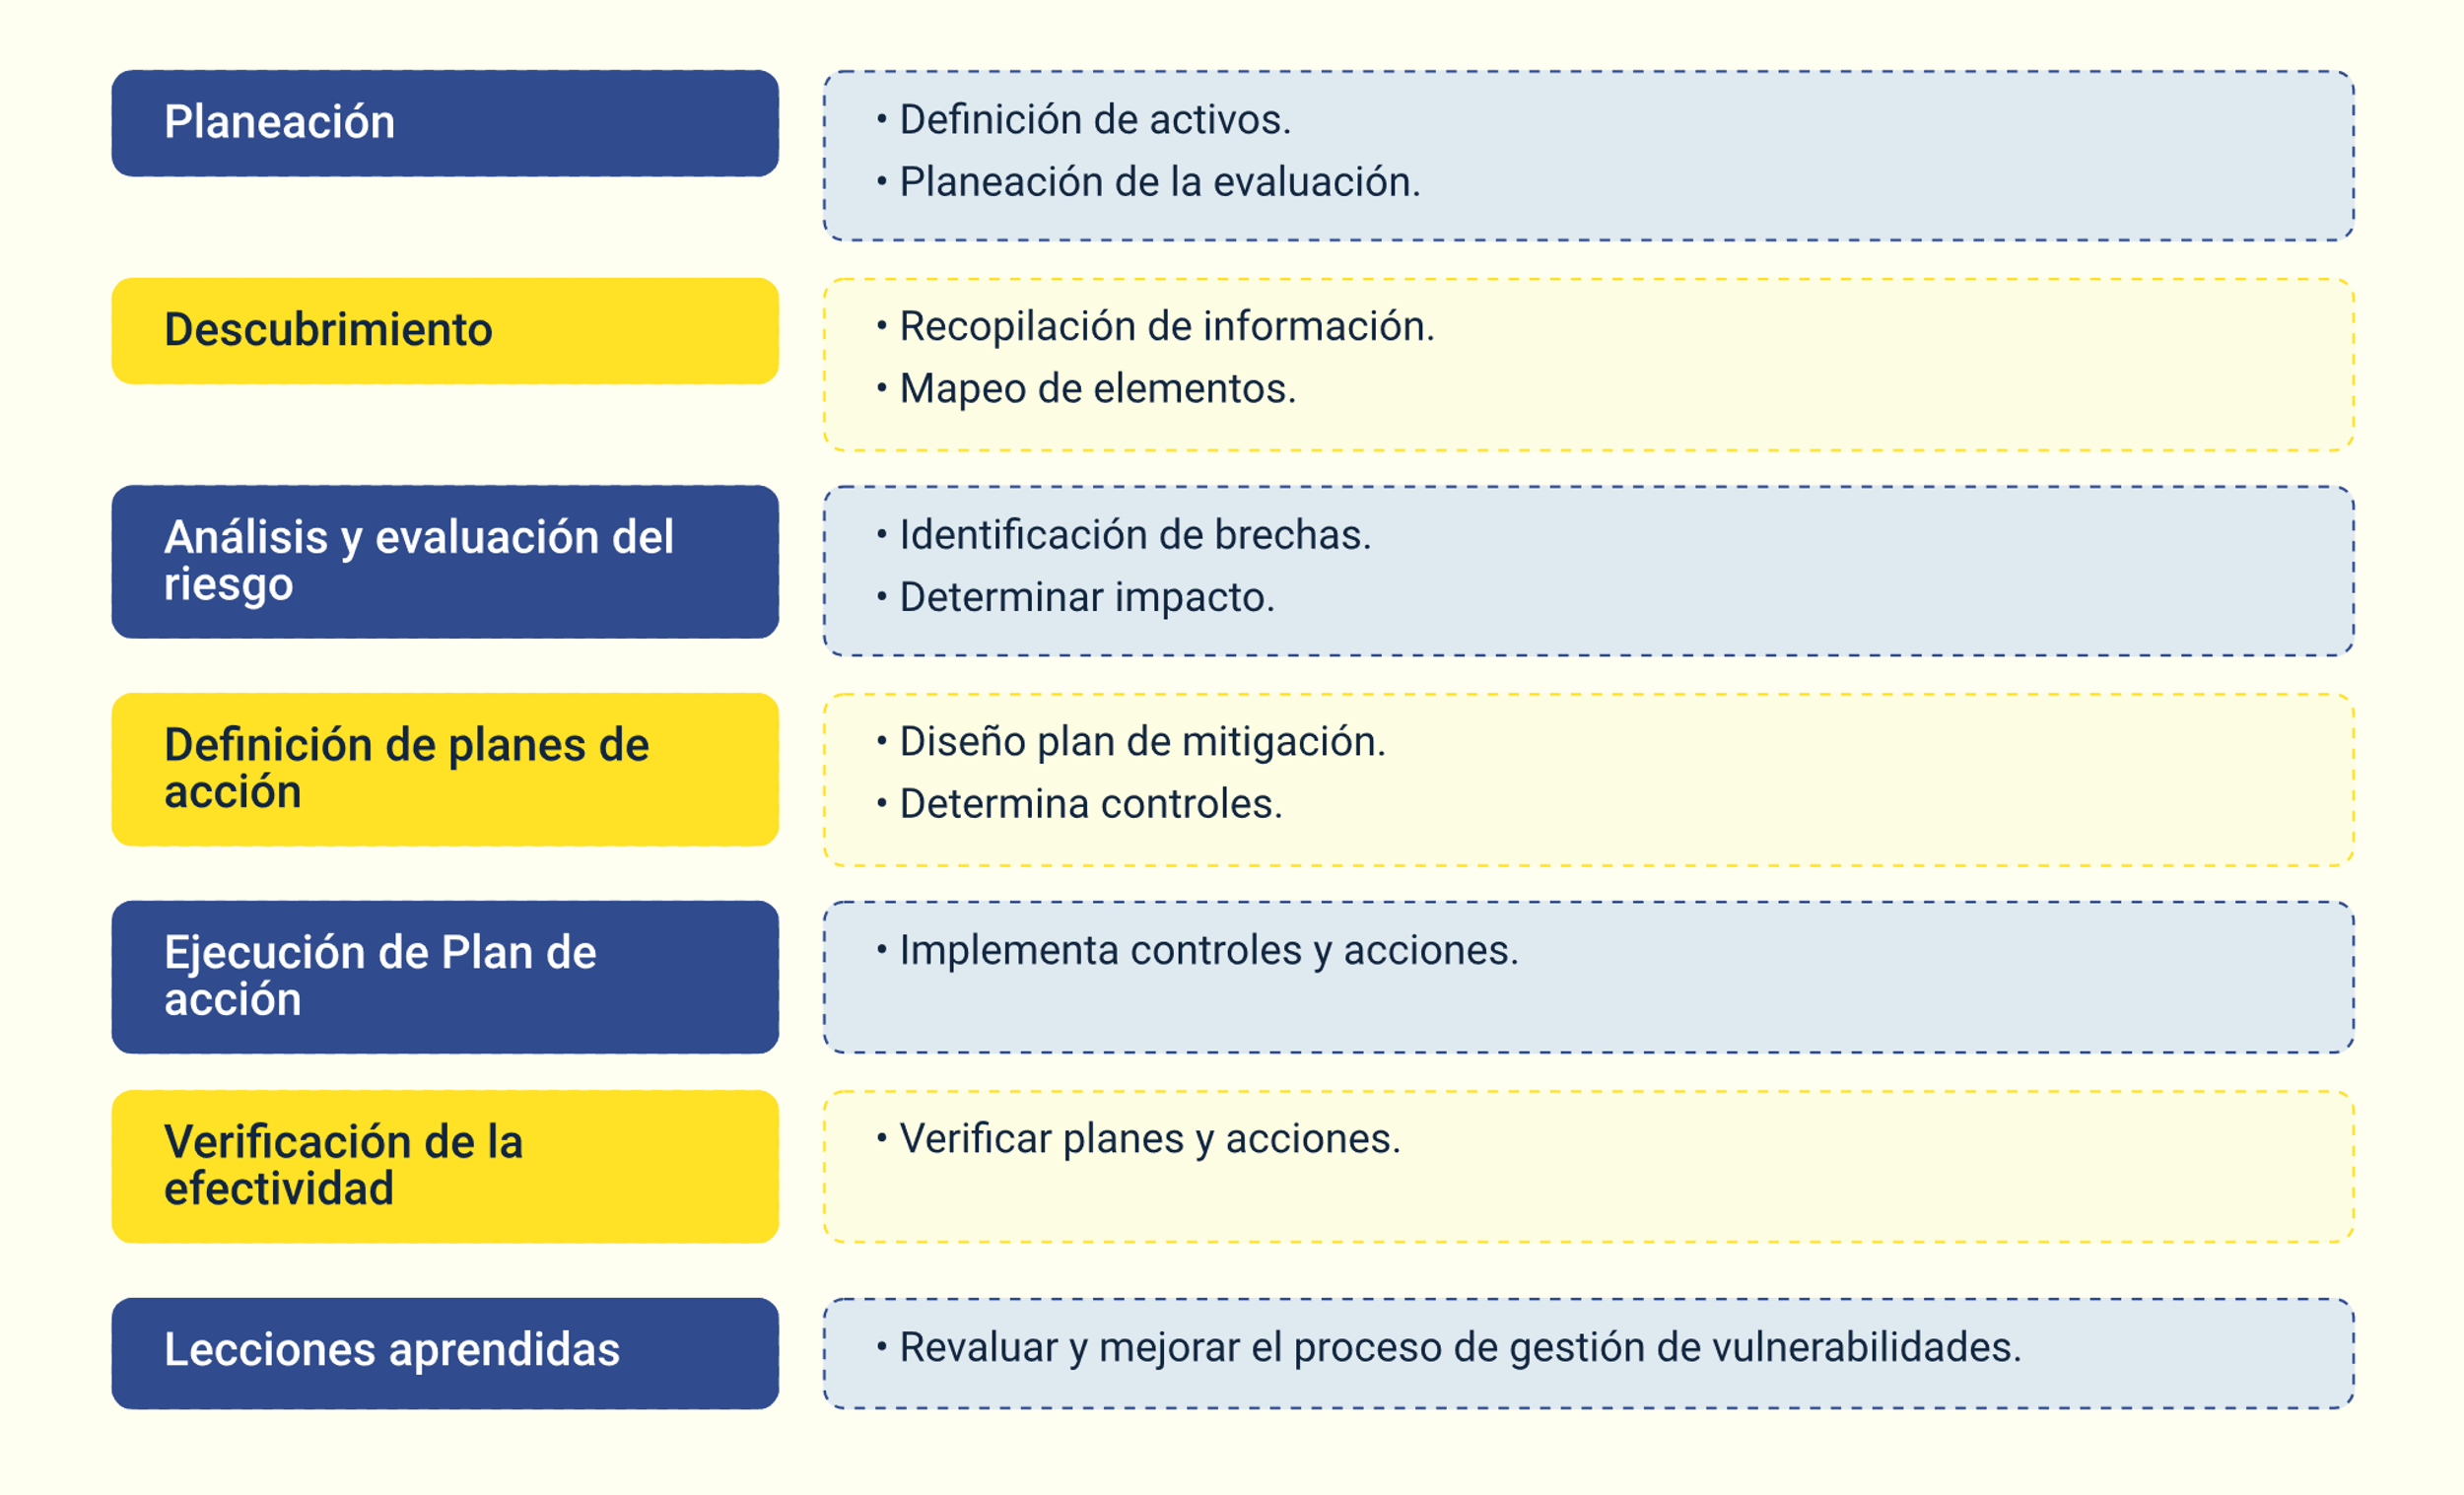 Planeación
• Definición de activos.
• Planeación de la evaluación.
Descubrimiento
• Recopilación de información.
• Mapeo de elementos.
Análisis y evaluación del
riesgo
• Identificación de brechas.
• Determinar impacto.
Definición de planes de
acción
• Diseño plan de mitigación.
• Determina controles.
Ejecución de Plan de
acción
• Implementa controles y acciones.
Verificación de la
efectividad
• Verificar planes y acciones.
Lecciones aprendidas
• Revaluar y mejorar el proceso de gestión de vulnerabilidades.